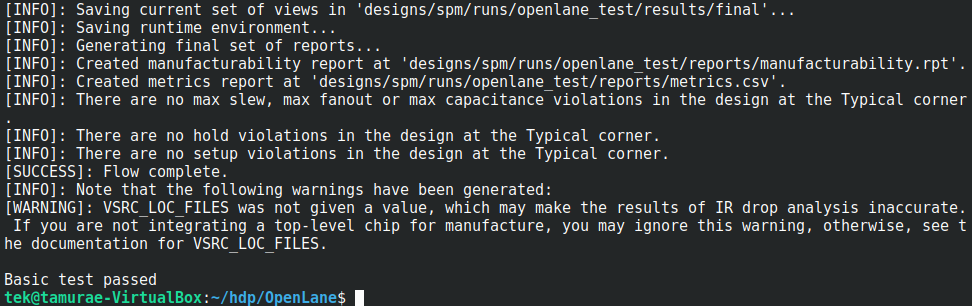 [INFO]: Saving current set of views in 'designs/spm/runs/openlane_test/results/final'...
[INFO]: Saving runtime environment...
[INFO]: Generating final set of reports...
[INFO]: Created manufacturability report at 'designs/spm/runs/openlane_test/reports/manufacturability.rpt'.
[INFO]: Created metrics report at 'designs/spm/runs/openlane_test/reports/metrics.csv'.
[INFO]: There are no max slew, max fanout or max capacitance violations in the design at the Typical corner
.
[INFO]: There are no hold violations in the design at the Typical corner.
[INFO]: There are no setup violations in the design at the Typical corner.
[SUCCESS]: Flow complete.
[INFO]: Note that the following warnings have been generated:
[WARNING]: VSRC_LOC_FILES was not given a value, which may make the results of IR drop analysis inaccurate.
 If you are not integrating a top-level chip for manufacture, you may ignore this warning, otherwise, see t
he documentation for VSRC_LOC_FILES.

Basic test passed
tek@tamurae-VirtualBox:~/hdp/OpenLane$